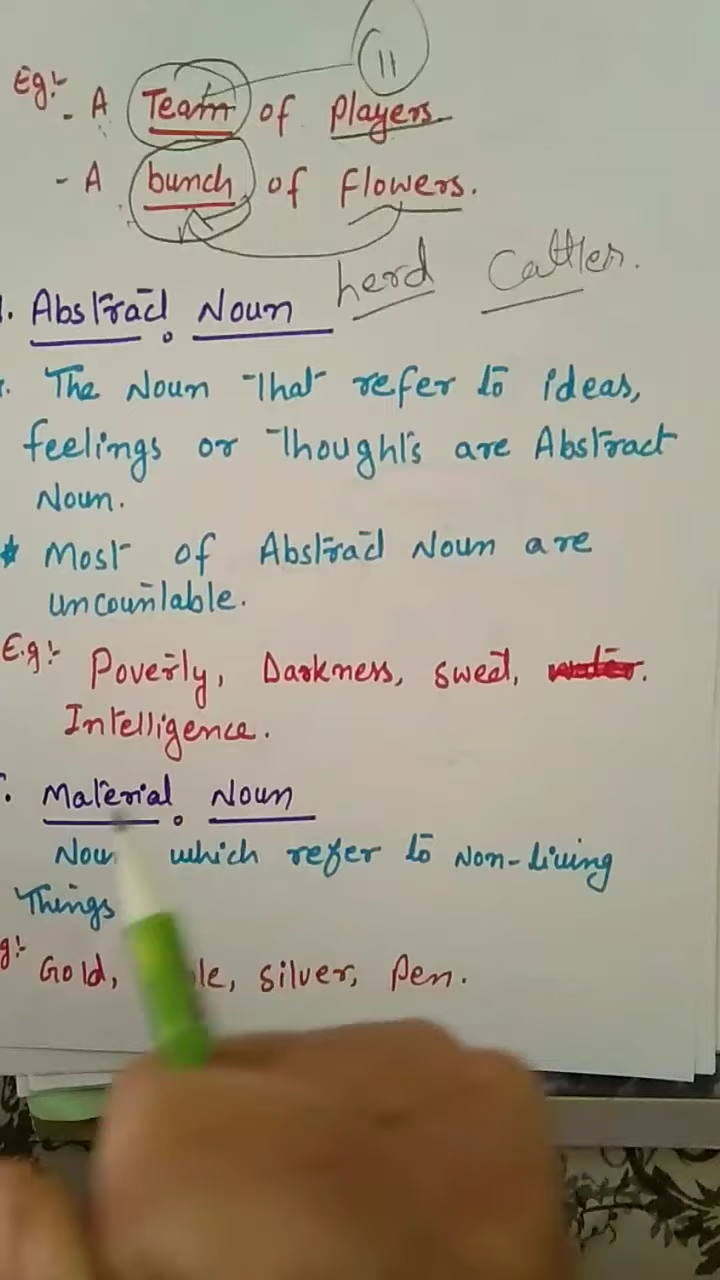 Eg:-
11
- A Team of Players.
- A bunch of Flowers.
herd Cattles.
. Abstract Noun
. The Noun That refer to ideas,
feelings or Thoughts are Abstract
Noun.
* Most of Abstract Noun are
uncountable.
E.g:- Poverty, Darkness, sweet, water.
Intelligence.
. Material Noun
Noun which refer to Non-living
Things
g:- Gold, silver, Pen.